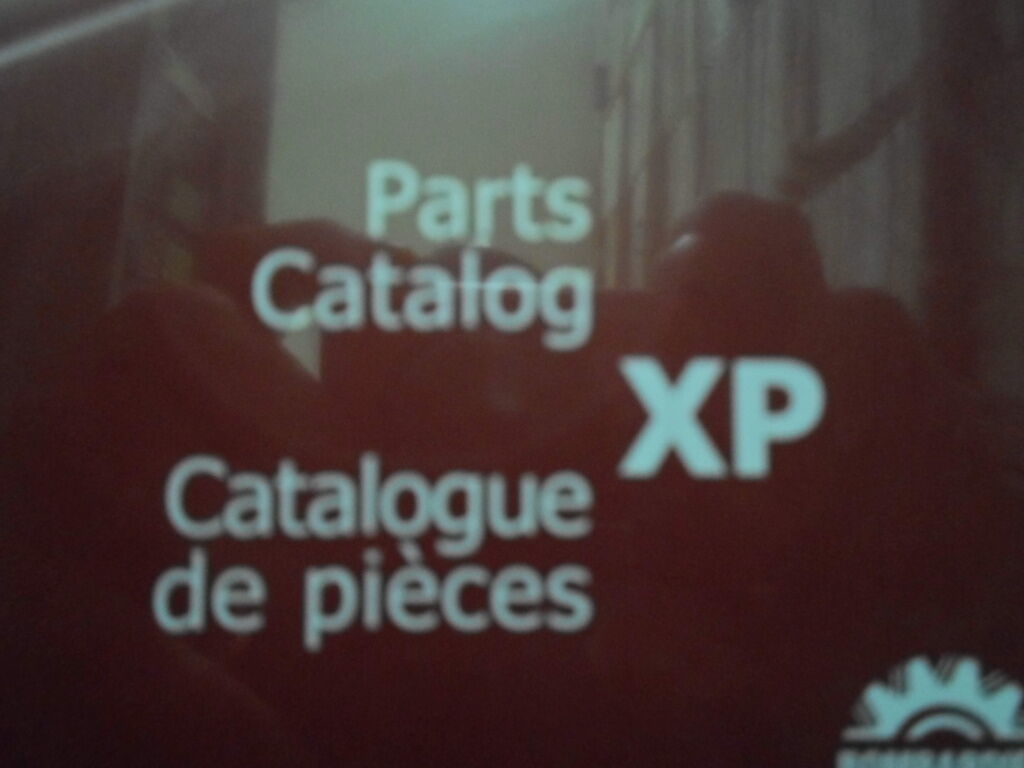 Parts
Catalog
XP
Catalogue
de pièces